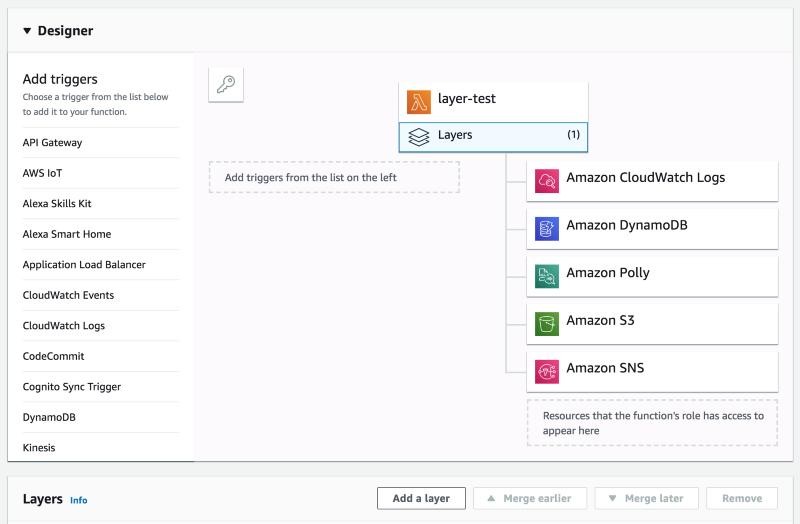 Designer
Add triggers
Choose a trigger from the list below
to add it to your function.
API Gateway
AWS IoT
Alexa Skills Kit
Alexa Smart Home
Application Load Balancer
CloudWatch Events
CloudWatch Logs
CodeCommit
Cognito Sync Trigger
DynamoDB
Kinesis
layer-test
Layers (1)
Add triggers from the list on the left
Amazon CloudWatch Logs
Amazon DynamoDB
Amazon Polly
Amazon S3
Amazon SNS
Resources that the function's role has access to
appear here
Layers Info
Add a layer
Merge earlier
Merge later
Remove